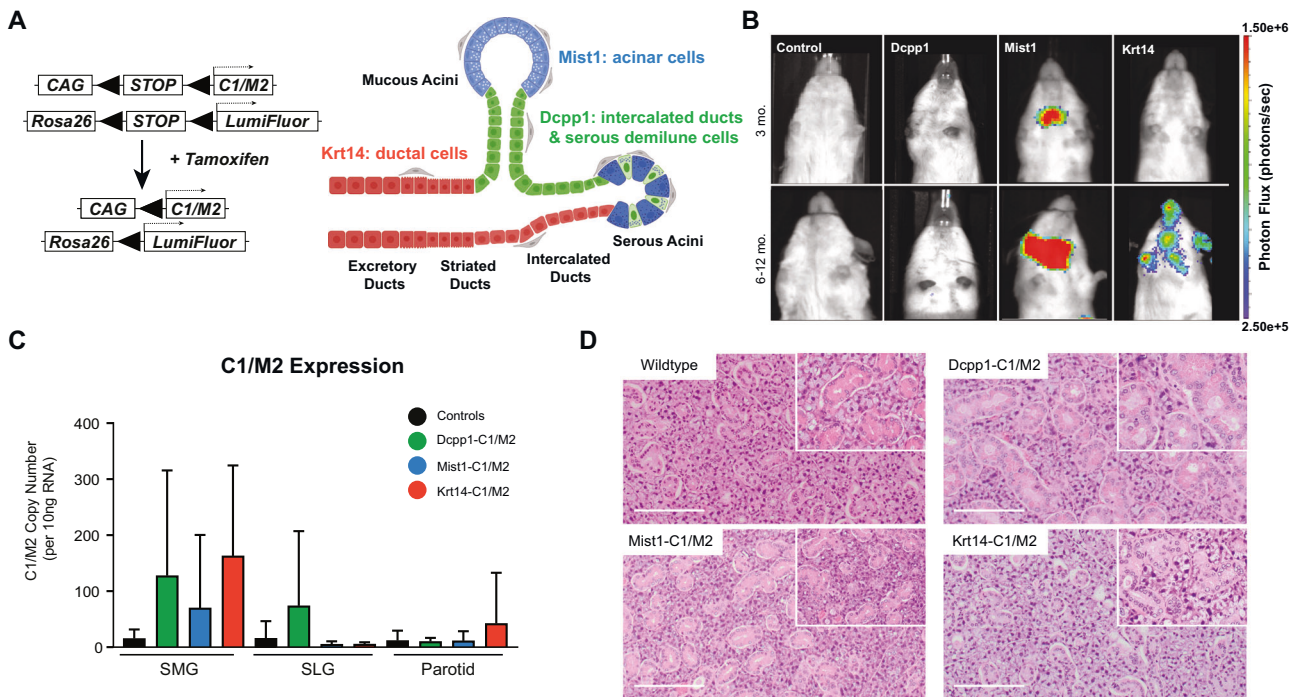 A
CAG STOP C1/M2
Rosa26 STOP LumiFluor
+ Tamoxifen
CAG C1/M2
Rosa26 LumiFluor
Mucous Acini
Mist1: acinar cells
Dcpp1: intercalated ducts
& serous demilune cells
Krt14: ductal cells
Serous Acini
Excretory
Ducts
Striated
Ducts
Intercalated
Ducts
B
Control Dcpp1 Mist1 Krt14
3 mo.
6-12 mo.
1.50e+6
Photon Flux (photons/sec)
2.50e+5
C
C1/M2 Expression
C1/M2 Copy Number
(per 10ng RNA)
400
300
200
100
0
Controls
Dcpp1-C1/M2
Mist1-C1/M2
Krt14-C1/M2
SMG SLG Parotid
D
Wildtype
Dcpp1-C1/M2
Mist1-C1/M2
Krt14-C1/M2